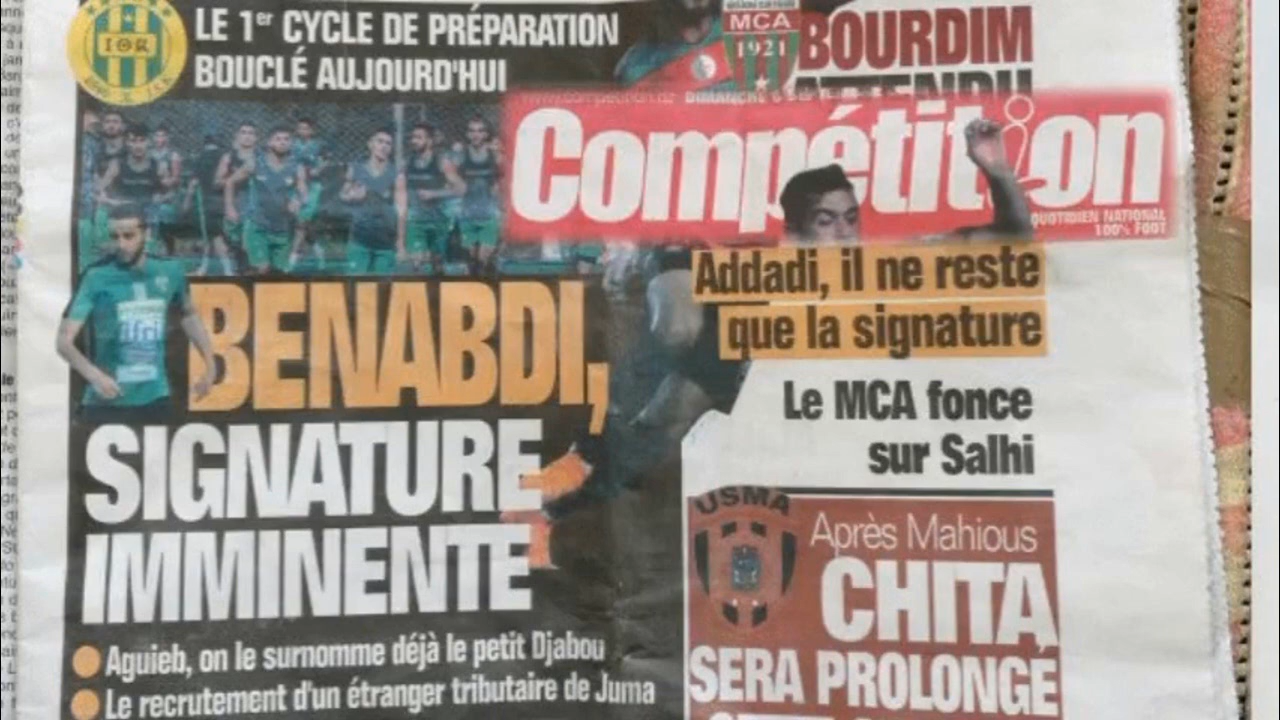 LE 1er CYCLE DE PRÉPARATION
BOUCLÉ AUJOURD'HUI
MCA
1921
BOURDIM
ATTENDU
DIMANCHE 6
Compétition
QUOTIDIEN NATIONAL
100% FOOT
Addadi, il ne reste
que la signature
Le MCA fonce
sur Salhi
BENABDI,
SIGNATURE
IMMINENTE
Aguieb, on le surnomme déjà le petit Djabou
Le recrutement d'un étranger tributaire de Juma
USMA
Après Mahious
CHITA
SERA PROLONGÉ